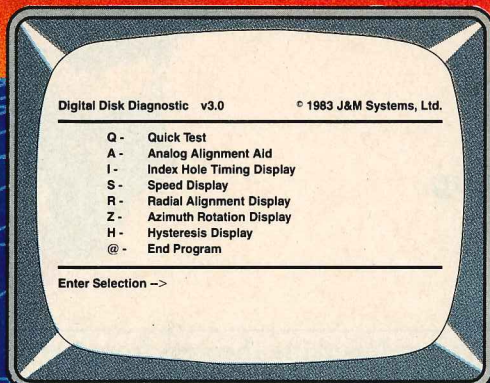 Digital Disk Diagnostic v3.0 © 1983 J&M Systems, Ltd.
Q - Quick Test
A - Analog Alignment Aid
I - Index Hole Timing Display
S - Speed Display
R - Radial Alignment Display
Z - Azimuth Rotation Display
H - Hysteresis Display
@ - End Program
Enter Selection -->